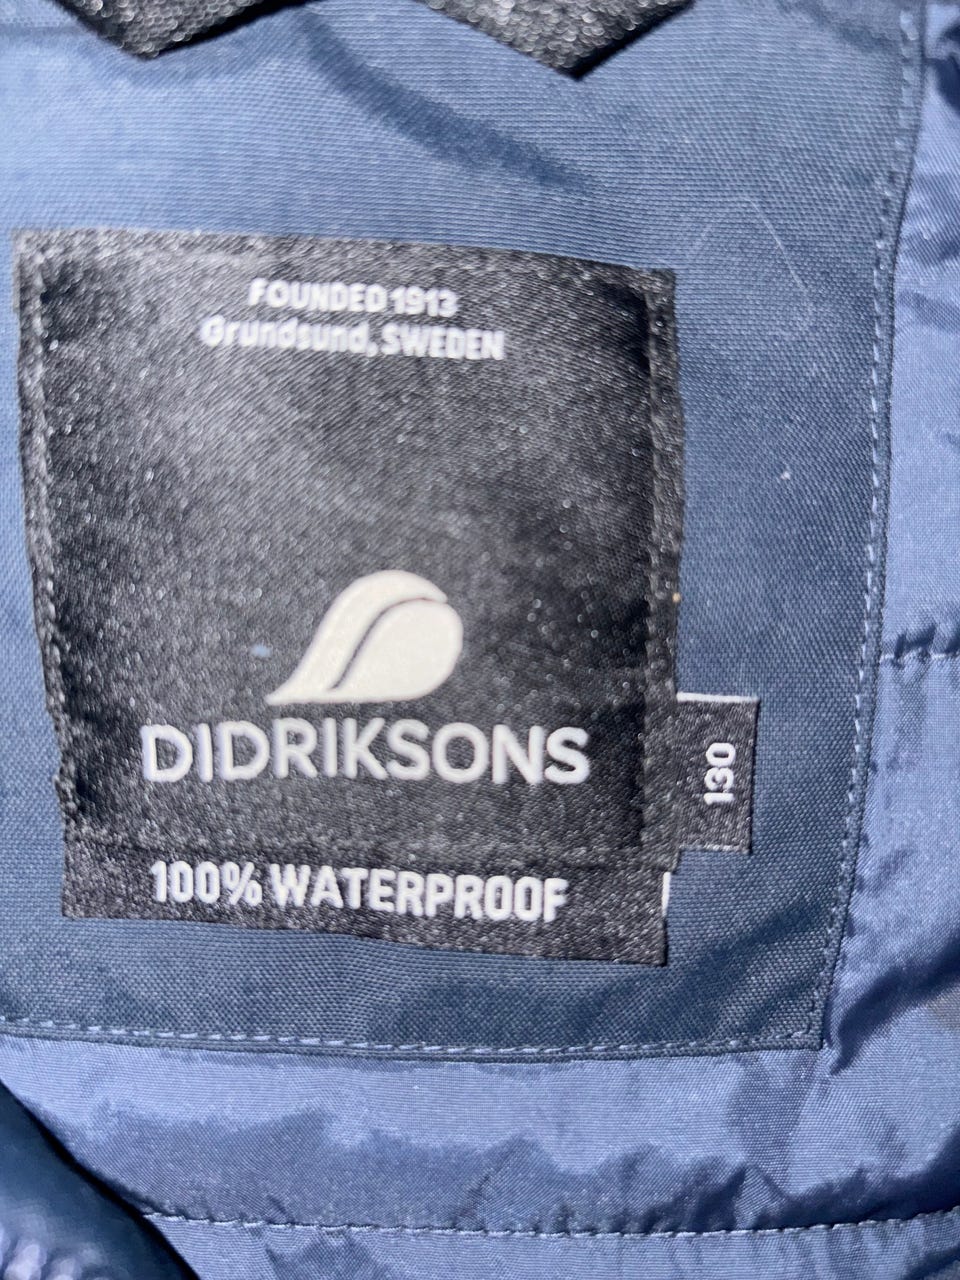 FOUNDED 1913
Grundsund, SWEDEN
DIDRIKSONS
130
100% WATERPROOF